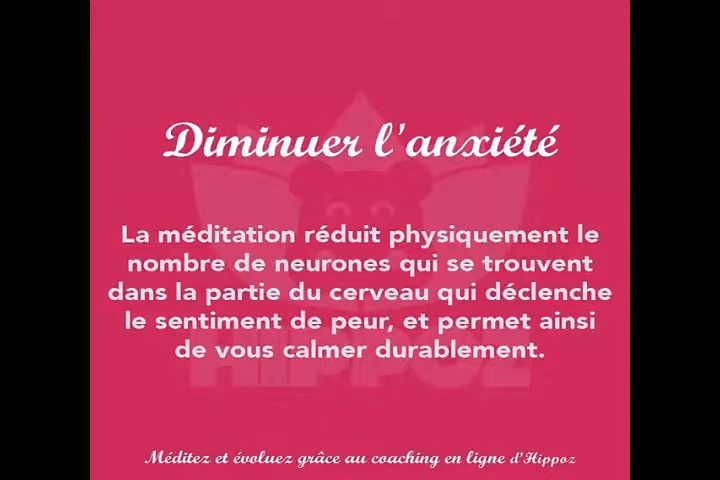 Diminuer l'anxiété
La méditation réduit physiquement le
nombre de neurones qui se trouvent
dans la partie du cerveau qui déclenche
le sentiment de peur, et permet ainsi
de vous calmer durablement.
HIPPOZ
Méditez et évoluez grâce au coaching en ligne d'Hippoz